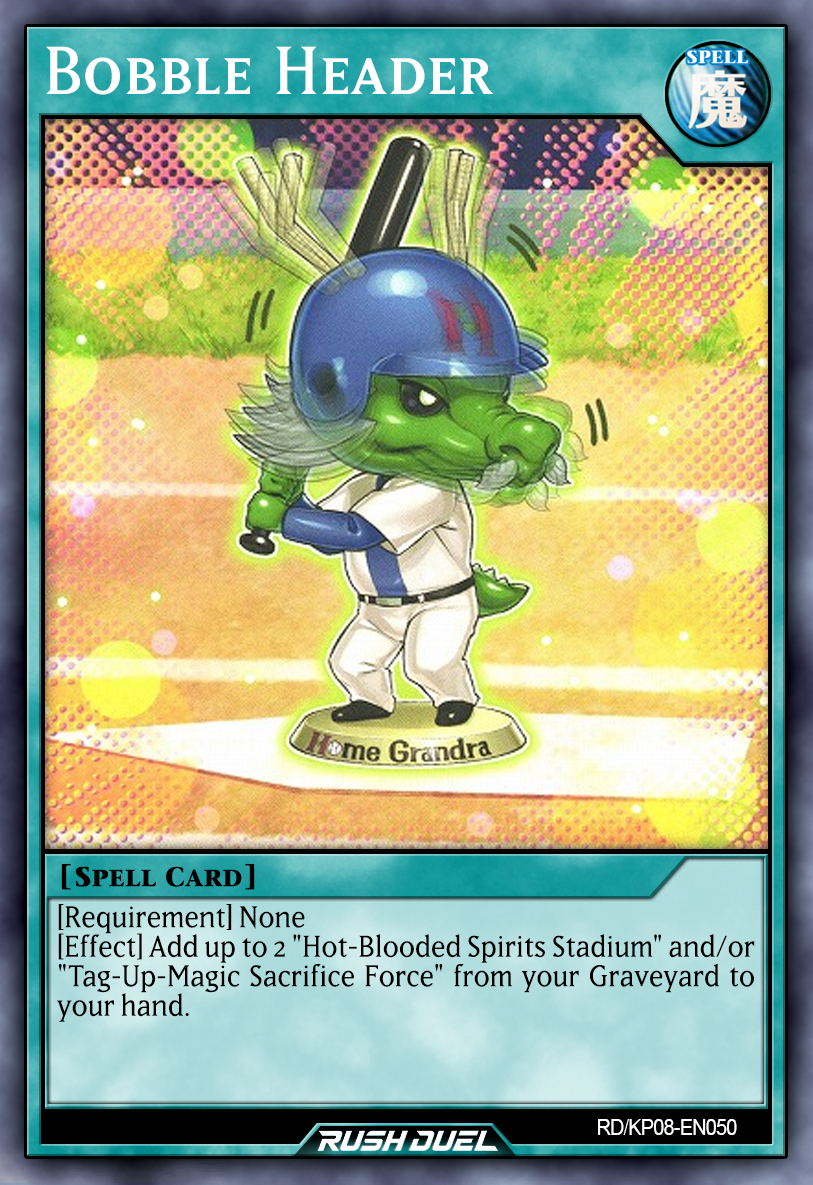 Bobble Header
SPELL
魔
H
Home Grandra
[Spell Card]
[Requirement] None
[Effect] Add up to 2 "Hot-Blooded Spirits Stadium" and/or
"Tag-Up-Magic Sacrifice Force" from your Graveyard to
your hand.
RD/KP08-EN050
RUSH DUEL